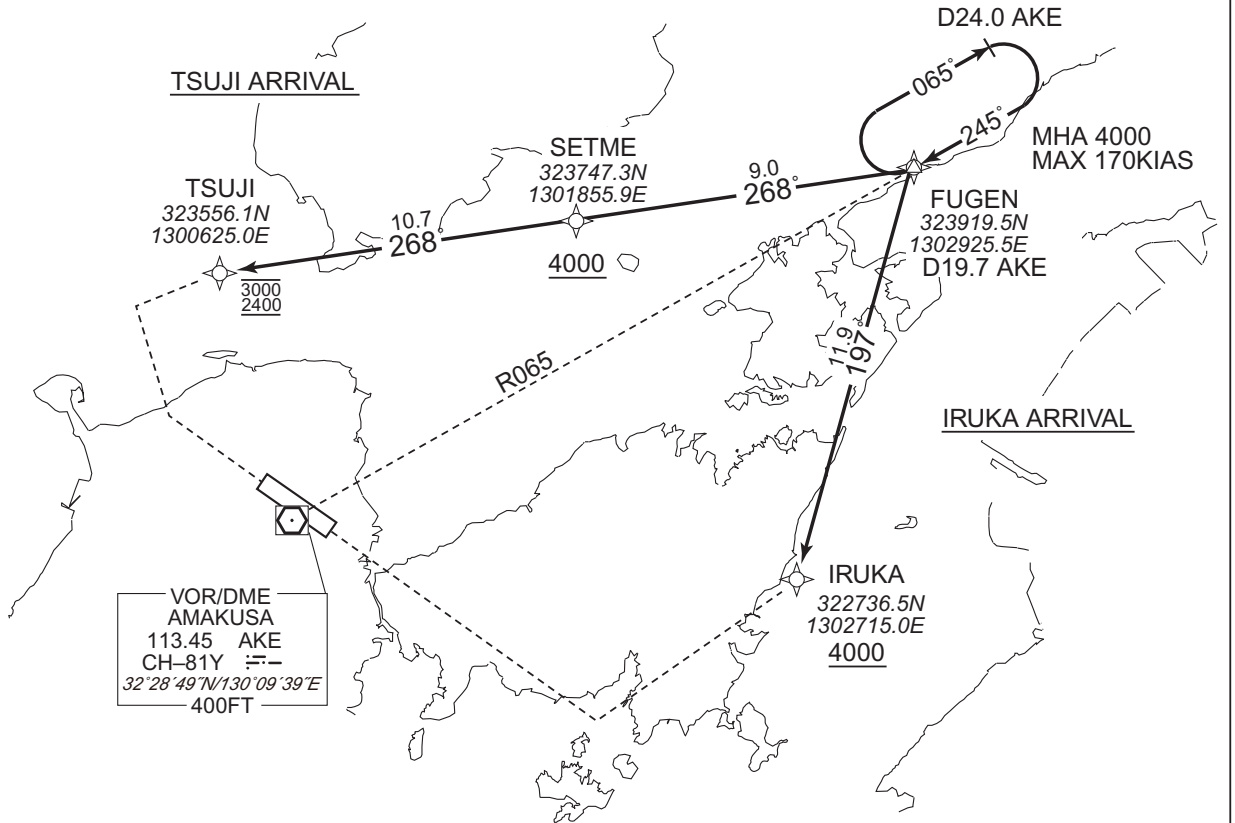 D24.0 AKE
TSUJI ARRIVAL
065°
245°
MHA 4000
MAX 170KIAS
SETME
323747.3N
1301855.9E
9.0
268°
TSUJI
323556.1N
1300625.0E
10.7
268°
FUGEN
323919.5N
1302925.5E
D19.7 AKE
4000
3000
2400
11.9
197°
R065
IRUKA ARRIVAL
IRUKA
322736.5N
1302715.0E
4000
VOR/DME
AMAKUSA
113.45 AKE
CH–81Y
32°28´49˝N/130°09´39˝E
400FT